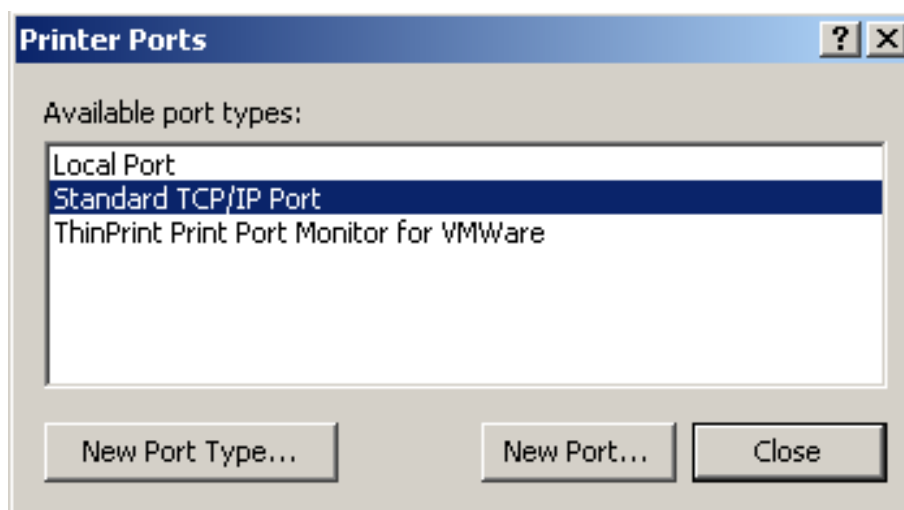 Printer Ports
Available port types:
Local Port
Standard TCP/IP Port
ThinPrint Print Port Monitor for VMWare
New Port Type...
New Port...
Close